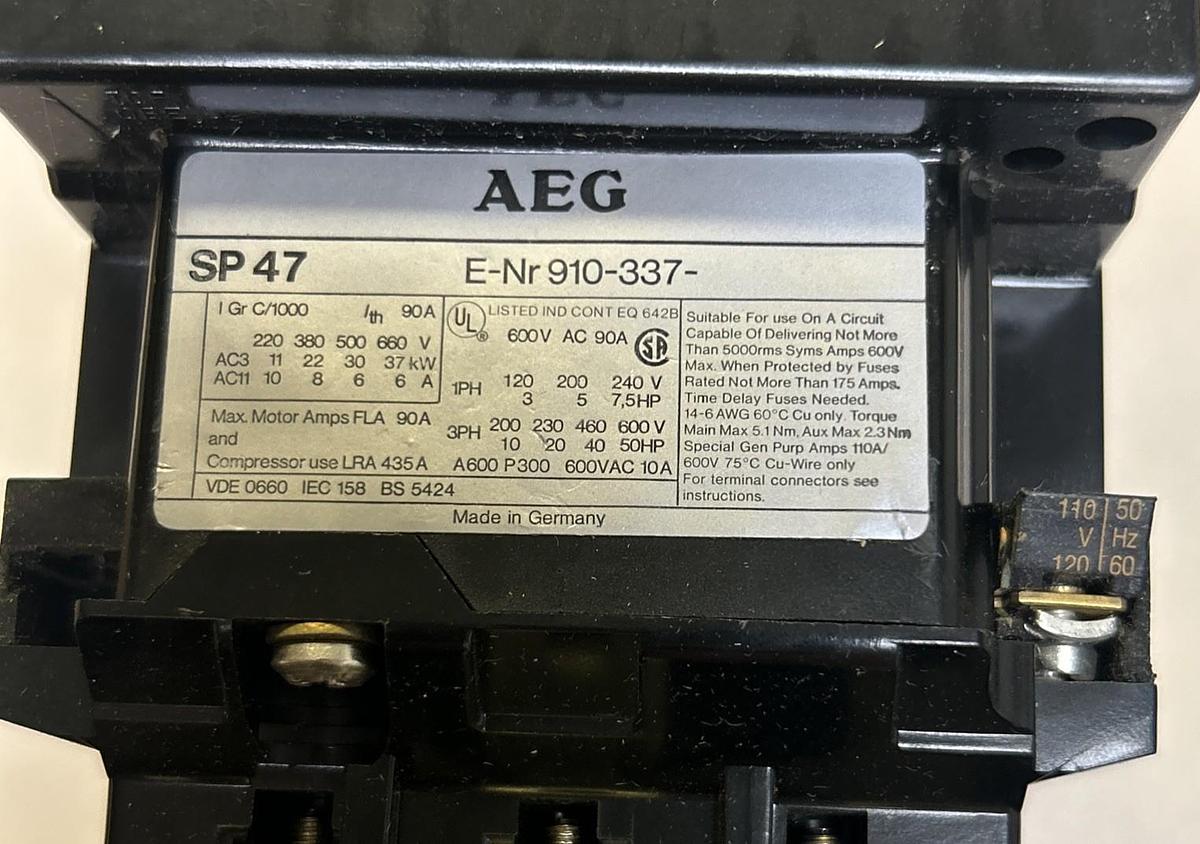 AEG
SP 47 E-Nr 910-337-
I Gr C/1000 Ith 90A
220 380 500 660 V
AC3 11 22 30 37 kW
AC11 10 8 6 6 A
Max. Motor Amps FLA 90A
and
Compressor use LRA 435A
UL ® LISTED IND CONT EQ 642B
600V AC 90A SA
1PH 120 200 240 V
3 5 7,5HP
3PH 200 230 460 600 V
10 20 40 50HP
A600 P300 600VAC 10A
Suitable For use On A Circuit
Capable Of Delivering Not More
Than 5000rms Syms Amps 600V
Max. When Protected by Fuses
Rated Not More Than 175 Amps.
Time Delay Fuses Needed.
14-6 AWG 60°C Cu only. Torque
Main Max 5.1 Nm, Aux Max 2.3 Nm
Special Gen Purp Amps 110A/
600V 75°C Cu-Wire only
For terminal connectors see
instructions.
VDE 0660 IEC 158 BS 5424
Made in Germany
110 50
V Hz
120 60